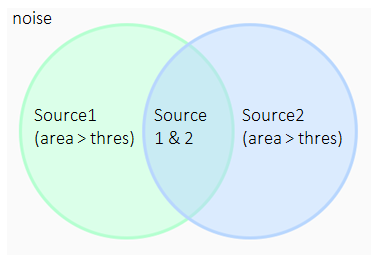 noise
Source1
(area > thres)
Source
1 & 2
Source2
(area > thres)